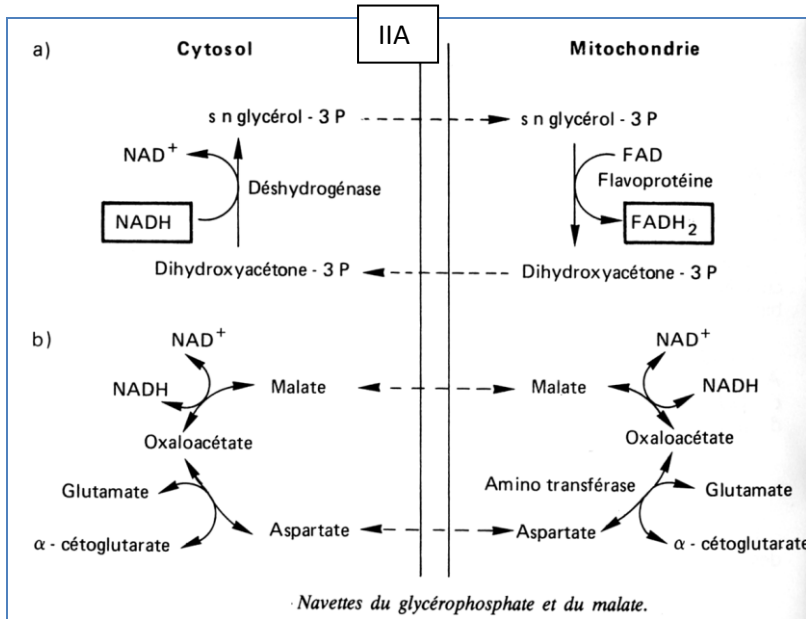 IIA
a) Cytosol Mitochondrie
sn glycérol - 3 P sn glycérol - 3 P
NAD⁺ FAD
Déshydrogénase Flavoprotéine
NADH FADH₂
Dihydroxyacétone - 3 P Dihydroxyacétone - 3 P
b) NAD⁺ NAD⁺
NADH Malate Malate NADH
Oxaloacétate Oxaloacétate
Glutamate Amino transférase Glutamate
Aspartate Aspartate
α - cétoglutarate α - cétoglutarate
Navettes du glycérophosphate et du malate.